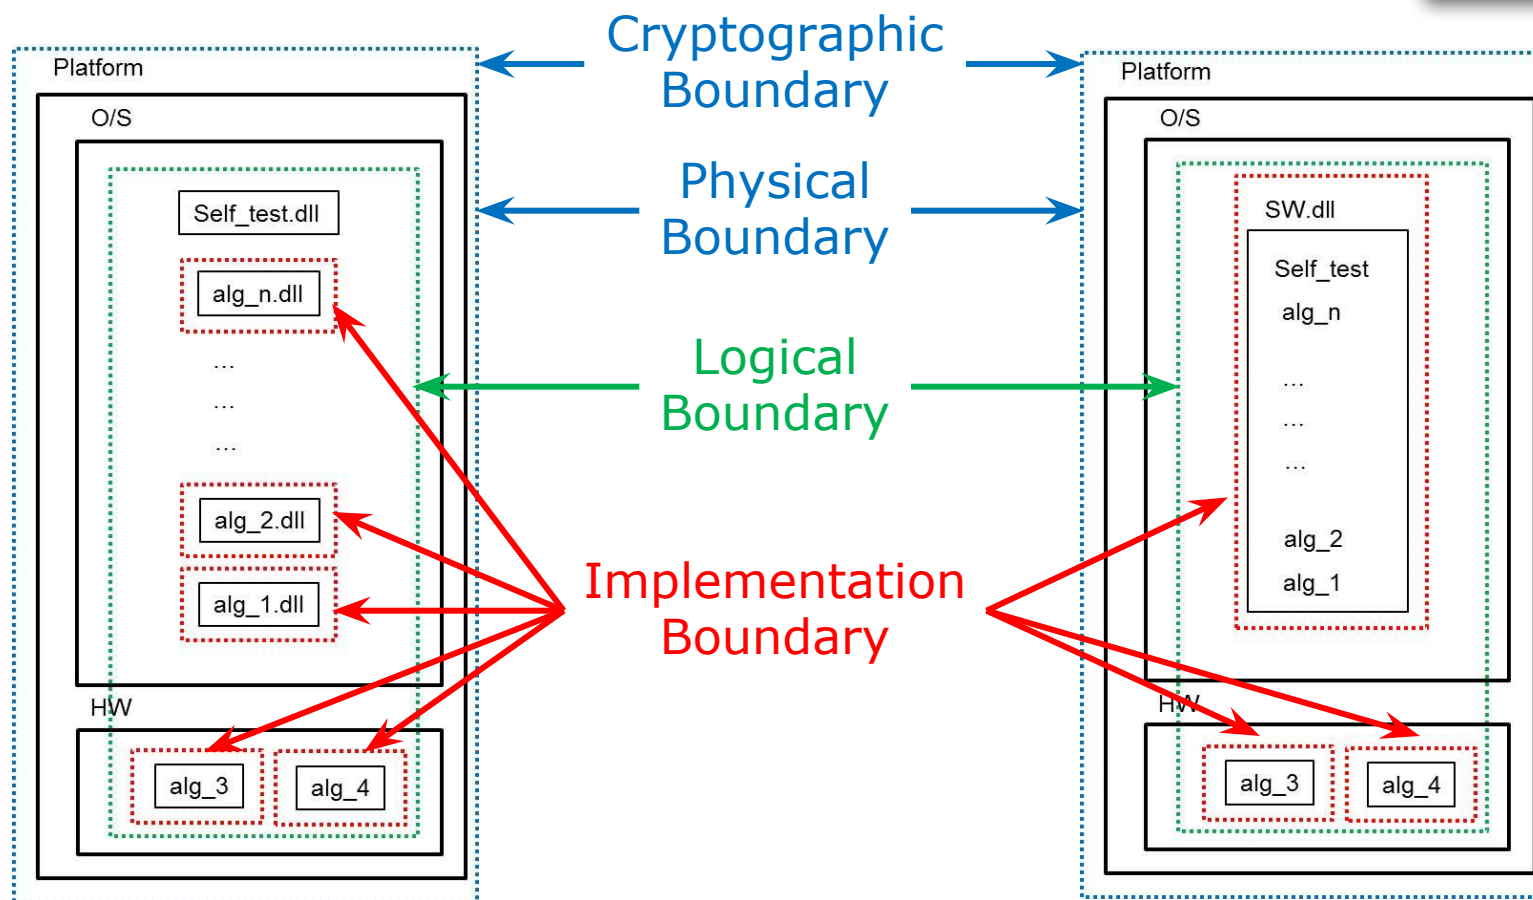 Cryptographic
Boundary
Physical
Boundary
Logical
Boundary
Implementation
Boundary
Platform
O/S
Self_test.dll
alg_n.dll
...
...
...
alg_2.dll
alg_1.dll
HW
alg_3
alg_4
Platform
O/S
SW.dll
Self_test
alg_n
...
...
...
alg_2
alg_1
HW
alg_3
alg_4